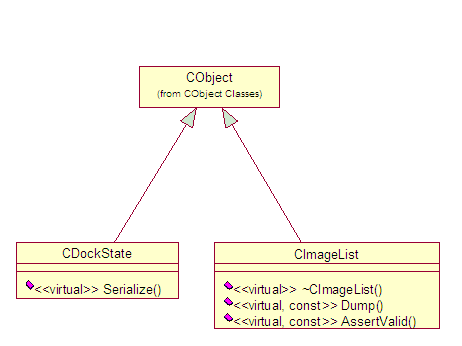 CObject
(from CObject Classes)
CDockState
<<virtual>> Serialize()
CImageList
<<virtual>> ~CImageList()
<<virtual, const>> Dump()
<<virtual, const>> AssertValid()